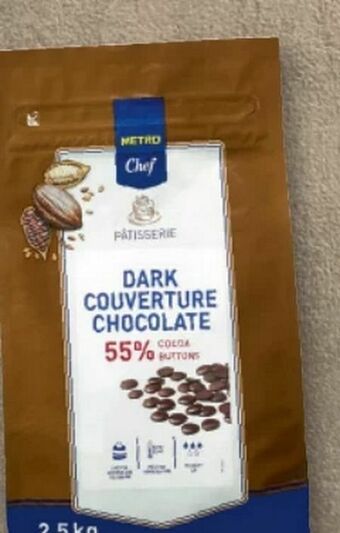 METRO
Chef
PÂTISSERIE
DARK
COUVERTURE
CHOCOLATE
55% COCOA
BUTTONS
2,5 kg